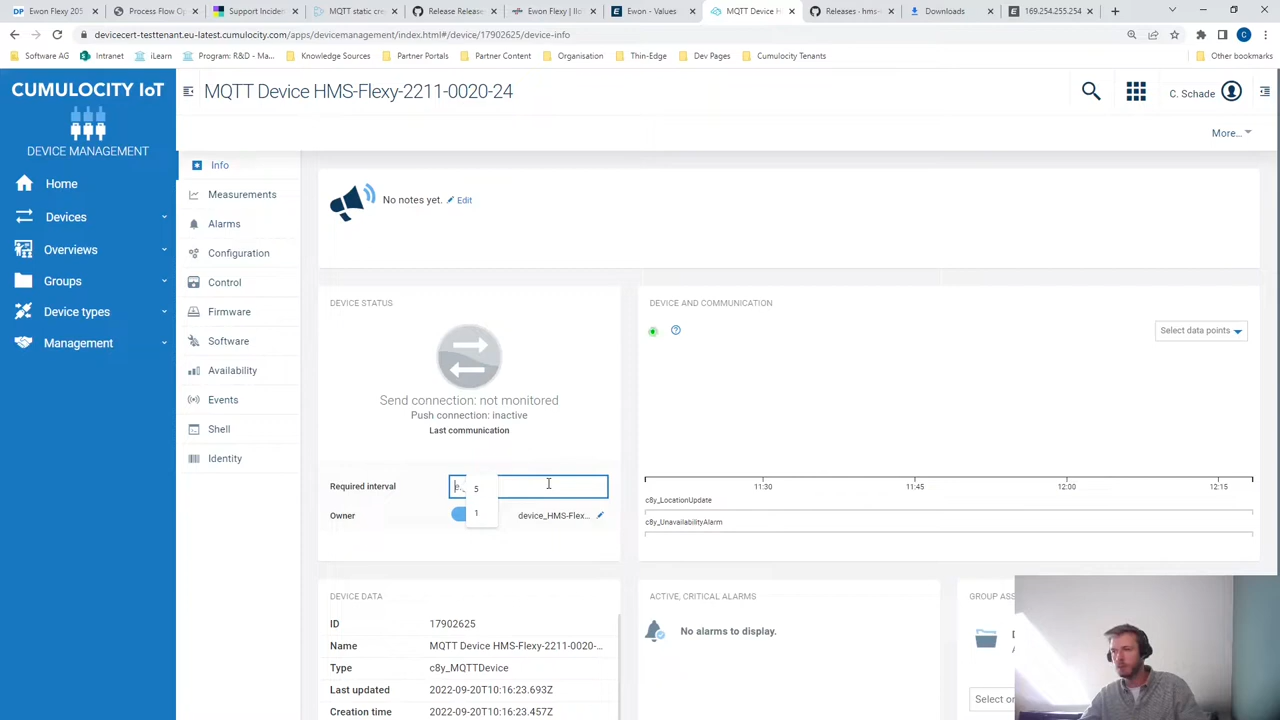 Ewon Flexy 205
Process Flow Op
Support Inciden
MQTT static cre
Release Release
Ewon Flexy | Io
Ewon - Values
MQTT Device H
Releases · hms-
Downloads
169.254.255.254
devicecert-testtenant.eu-latest.cumulocity.com/apps/devicemanagement/index.html#/device/17902625/device-info
Software AG
Intranet
iLearn
Program: R&D - Ma...
Knowledge Sources
Partner Portals
Partner Content
Organisation
Thin-Edge
Dev Pages
Cumulocity Tenants
Other bookmarks
CUMULOCITY IoT
DEVICE MANAGEMENT
Home
Devices
Overviews
Groups
Device types
Management
MQTT Device HMS-Flexy-2211-0020-24
C. Schade
More...
Info
Measurements
Alarms
Configuration
Control
Firmware
Software
Availability
Events
Shell
Identity
No notes yet. Edit
DEVICE STATUS
Send connection: not monitored
Push connection: inactive
Last communication
Required interval
5
1
Owner
device_HMS-Flex...
DEVICE AND COMMUNICATION
Select data points
11:30 11:45 12:00 12:15
c8y_LocationUpdate
c8y_UnavailabilityAlarm
DEVICE DATA
ID 17902625
Name MQTT Device HMS-Flexy-2211-0020-...
Type c8y_MQTTDevice
Last updated 2022-09-20T10:16:23.693Z
Creation time 2022-09-20T10:16:23.457Z
ACTIVE, CRITICAL ALARMS
No alarms to display.
GROUP ASS
Select or